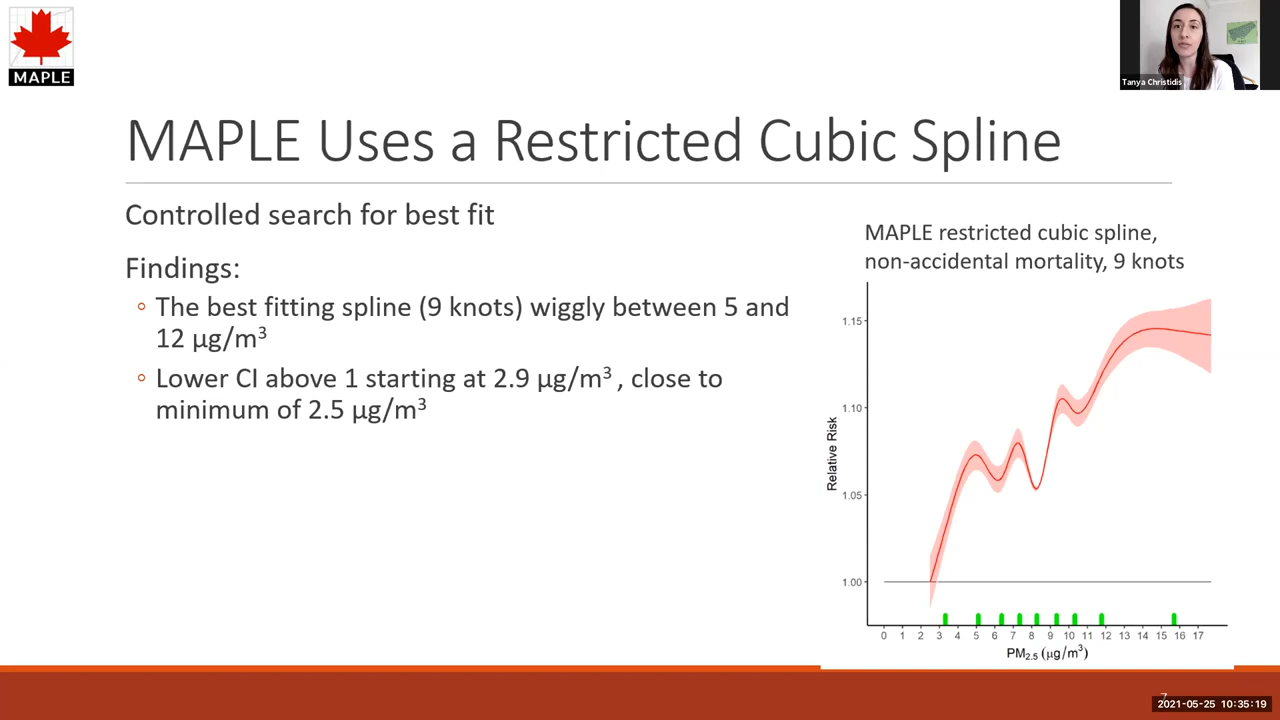 MAPLE
Tanya Christidis
MAPLE Uses a Restricted Cubic Spline
Controlled search for best fit
Findings:
◦ The best fitting spline (9 knots) wiggly between 5 and
12 µg/m³
◦ Lower CI above 1 starting at 2.9 µg/m³ , close to
minimum of 2.5 µg/m³
MAPLE restricted cubic spline,
non-accidental mortality, 9 knots
1.15
1.10
1.05
1.00
Relative Risk
0 1 2 3 4 5 6 7 8 9 10 11 12 13 14 15 16 17
PM₂.₅ (µg/m³)
7
2021-05-25 10:35:19